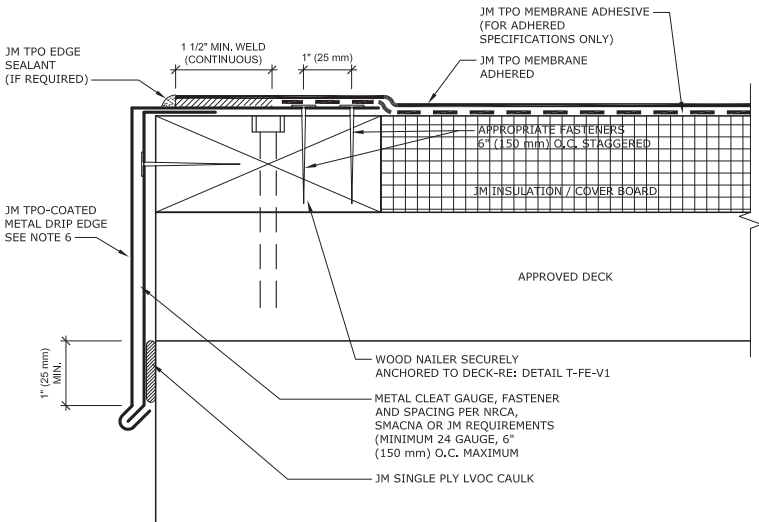 JM TPO MEMBRANE ADHESIVE
(FOR ADHERED
SPECIFICATIONS ONLY)
JM TPO MEMBRANE
ADHERED
1 1/2" MIN. WELD
(CONTINUOUS)
1" (25 mm)
JM TPO EDGE
SEALANT
(IF REQUIRED)
APPROPRIATE FASTENERS
6" (150 mm) O.C. STAGGERED
JM INSULATION / COVER BOARD
JM TPO-COATED
METAL DRIP EDGE
SEE NOTE 6
APPROVED DECK
1" (25 mm)
MIN.
WOOD NAILER SECURELY
ANCHORED TO DECK-RE: DETAIL T-FE-V1
METAL CLEAT GAUGE, FASTENER
AND SPACING PER NRCA,
SMACNA OR JM REQUIREMENTS
(MINIMUM 24 GAUGE, 6"
(150 mm) O.C. MAXIMUM
JM SINGLE PLY LVOC CAULK